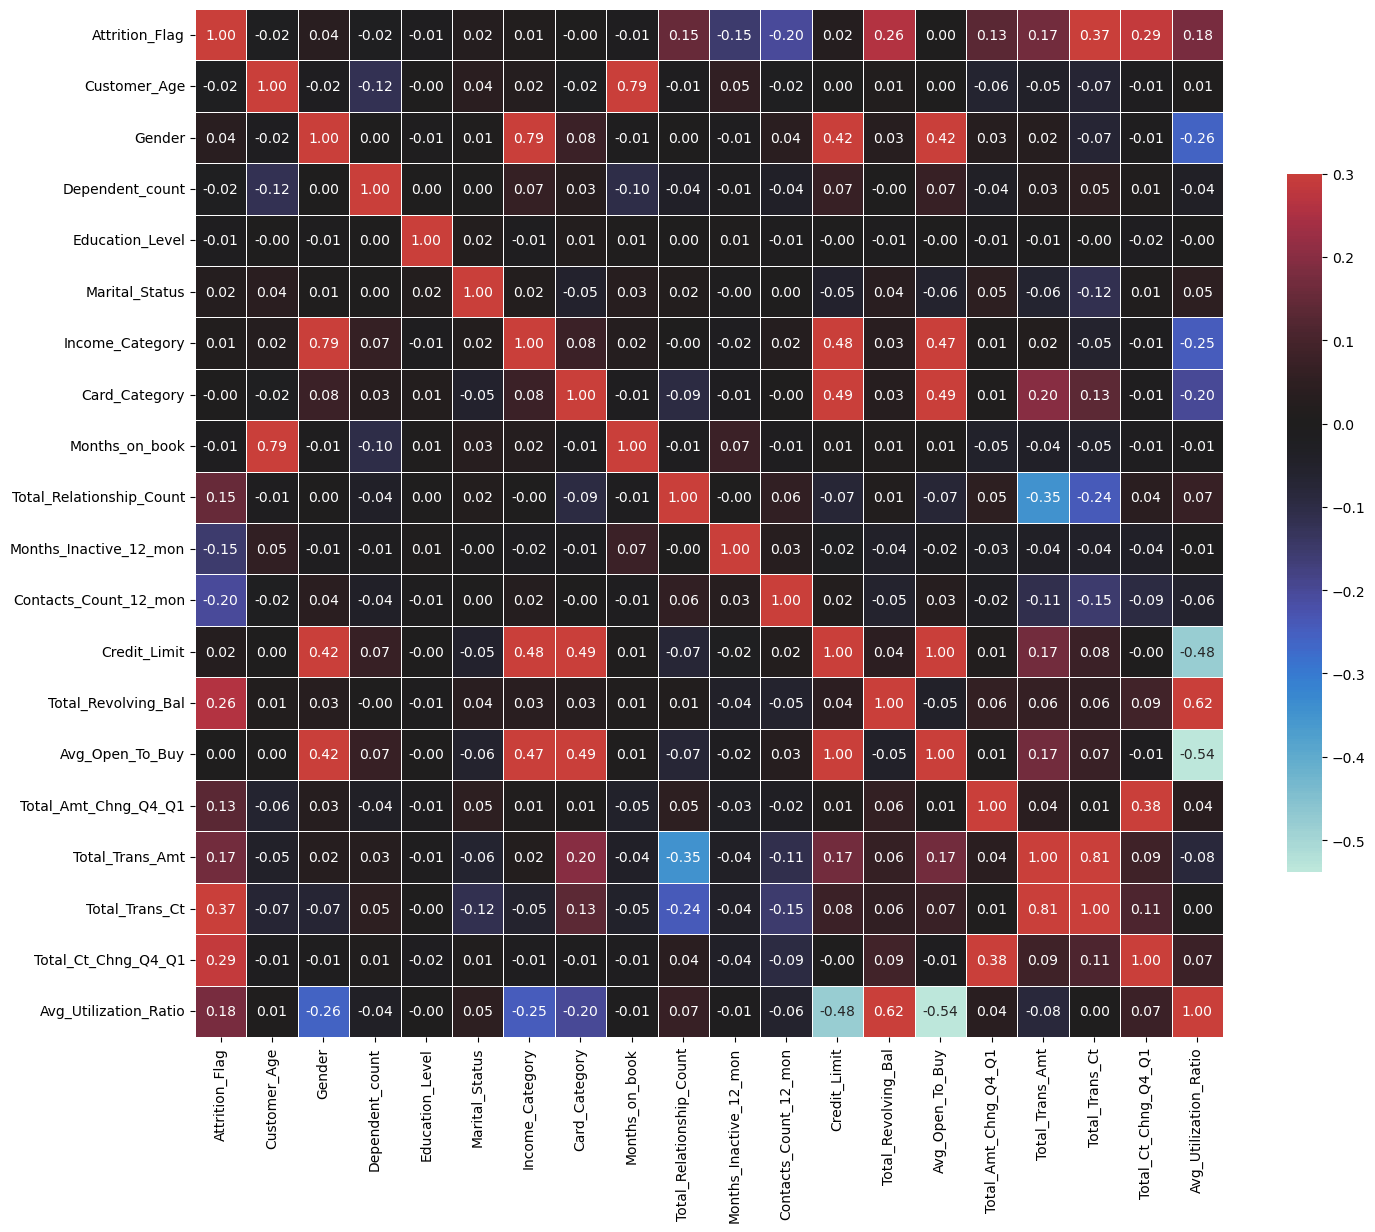 Attrition_Flag 1.00 -0.02 0.04 -0.02 -0.01 0.02 0.01 -0.00 -0.01 0.15 -0.15 -0.20 0.02 0.26 0.00 0.13 0.17 0.37 0.29 0.18
Customer_Age -0.02 1.00 -0.02 -0.12 -0.00 0.04 0.02 -0.02 0.79 -0.01 0.05 -0.02 0.00 0.01 0.00 -0.06 -0.05 -0.07 -0.01 0.01
Gender 0.04 -0.02 1.00 0.00 -0.01 0.01 0.79 0.08 -0.01 0.00 -0.01 0.04 0.42 0.03 0.42 0.03 0.02 -0.07 -0.01 -0.26
Dependent_count -0.02 -0.12 0.00 1.00 0.00 0.00 0.07 0.03 -0.10 -0.04 -0.01 -0.04 0.07 -0.00 0.07 -0.04 0.03 0.05 0.01 -0.04
Education_Level -0.01 -0.00 -0.01 0.00 1.00 0.02 -0.01 0.01 0.01 0.00 0.01 -0.01 -0.00 -0.01 -0.00 -0.01 -0.01 -0.00 -0.02 -0.00
Marital_Status 0.02 0.04 0.01 0.00 0.02 1.00 0.02 -0.05 0.03 0.02 -0.00 0.00 -0.05 0.04 -0.06 0.05 -0.06 -0.12 0.01 0.05
Income_Category 0.01 0.02 0.79 0.07 -0.01 0.02 1.00 0.08 0.02 -0.00 -0.02 0.02 0.48 0.03 0.47 0.01 0.02 -0.05 -0.01 -0.25
Card_Category -0.00 -0.02 0.08 0.03 0.01 -0.05 0.08 1.00 -0.01 -0.09 -0.01 -0.00 0.49 0.03 0.49 0.01 0.20 0.13 -0.01 -0.20
Months_on_book -0.01 0.79 -0.01 -0.10 0.01 0.03 0.02 -0.01 1.00 -0.01 0.07 -0.01 0.01 0.01 0.01 -0.05 -0.04 -0.05 -0.01 -0.01
Total_Relationship_Count 0.15 -0.01 0.00 -0.04 0.00 0.02 -0.00 -0.09 -0.01 1.00 -0.00 0.06 -0.07 0.01 -0.07 0.05 -0.35 -0.24 0.04 0.07
Months_Inactive_12_mon -0.15 0.05 -0.01 -0.01 0.01 -0.00 -0.02 -0.01 0.07 -0.00 1.00 0.03 -0.02 -0.04 -0.02 -0.03 -0.04 -0.04 -0.04 -0.01
Contacts_Count_12_mon -0.20 -0.02 0.04 -0.04 -0.01 0.00 0.02 -0.00 -0.01 0.06 0.03 1.00 0.02 -0.05 0.03 -0.02 -0.11 -0.15 -0.09 -0.06
Credit_Limit 0.02 0.00 0.42 0.07 -0.00 -0.05 0.48 0.49 0.01 -0.07 -0.02 0.02 1.00 0.04 1.00 0.01 0.17 0.08 -0.00 -0.48
Total_Revolving_Bal 0.26 0.01 0.03 -0.00 -0.01 0.04 0.03 0.03 0.01 0.01 -0.04 -0.05 0.04 1.00 -0.05 0.06 0.06 0.06 0.09 0.62
Avg_Open_To_Buy 0.00 0.00 0.42 0.07 -0.00 -0.06 0.47 0.49 0.01 -0.07 -0.02 0.03 1.00 -0.05 1.00 0.01 0.17 0.07 -0.01 -0.54
Total_Amt_Chng_Q4_Q1 0.13 -0.06 0.03 -0.04 -0.01 0.05 0.01 0.01 -0.05 0.05 -0.03 -0.02 0.01 0.06 0.01 1.00 0.04 0.01 0.38 0.04
Total_Trans_Amt 0.17 -0.05 0.02 0.03 -0.01 -0.06 0.02 0.20 -0.04 -0.35 -0.04 -0.11 0.17 0.06 0.17 0.04 1.00 0.81 0.09 -0.08
Total_Trans_Ct 0.37 -0.07 -0.07 0.05 -0.00 -0.12 -0.05 0.13 -0.05 -0.24 -0.04 -0.15 0.08 0.06 0.07 0.01 0.81 1.00 0.11 0.00
Total_Ct_Chng_Q4_Q1 0.29 -0.01 -0.01 0.01 -0.02 0.01 -0.01 -0.01 -0.01 0.04 -0.04 -0.09 -0.00 0.09 -0.01 0.38 0.09 0.11 1.00 0.07
Avg_Utilization_Ratio 0.18 0.01 -0.26 -0.04 -0.00 0.05 -0.25 -0.20 -0.01 0.07 -0.01 -0.06 -0.48 0.62 -0.54 0.04 -0.08 0.00 0.07 1.00
Attrition_Flag
Customer_Age
Gender
Dependent_count
Education_Level
Marital_Status
Income_Category
Card_Category
Months_on_book
Total_Relationship_Count
Months_Inactive_12_mon
Contacts_Count_12_mon
Credit_Limit
Total_Revolving_Bal
Avg_Open_To_Buy
Total_Amt_Chng_Q4_Q1
Total_Trans_Amt
Total_Trans_Ct
Total_Ct_Chng_Q4_Q1
Avg_Utilization_Ratio
0.3
0.2
0.1
0.0
−0.1
−0.2
−0.3
−0.4
−0.5